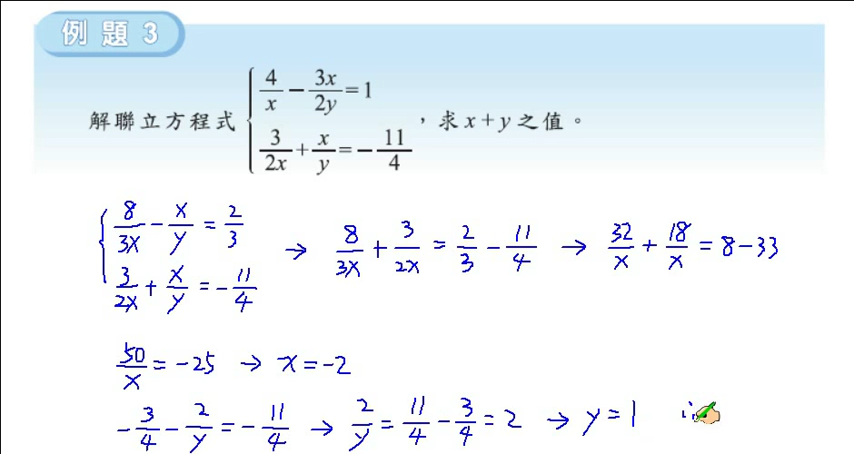 例題 3
解聯立方程式 { 4/x − 3x/2y = 1
3/2x + x/y = − 11/4 ，求 x + y 之值。
{ 8/3x − x/y = 2/3 → 8/3x + 3/2x = 2/3 − 11/4 → 32/x + 18/x = 8 − 33
3/2x + x/y = − 11/4
50/x = −25 → x = −2
− 3/4 − 2/y = − 11/4 → 2/y = 11/4 − 3/4 = 2 → y = 1